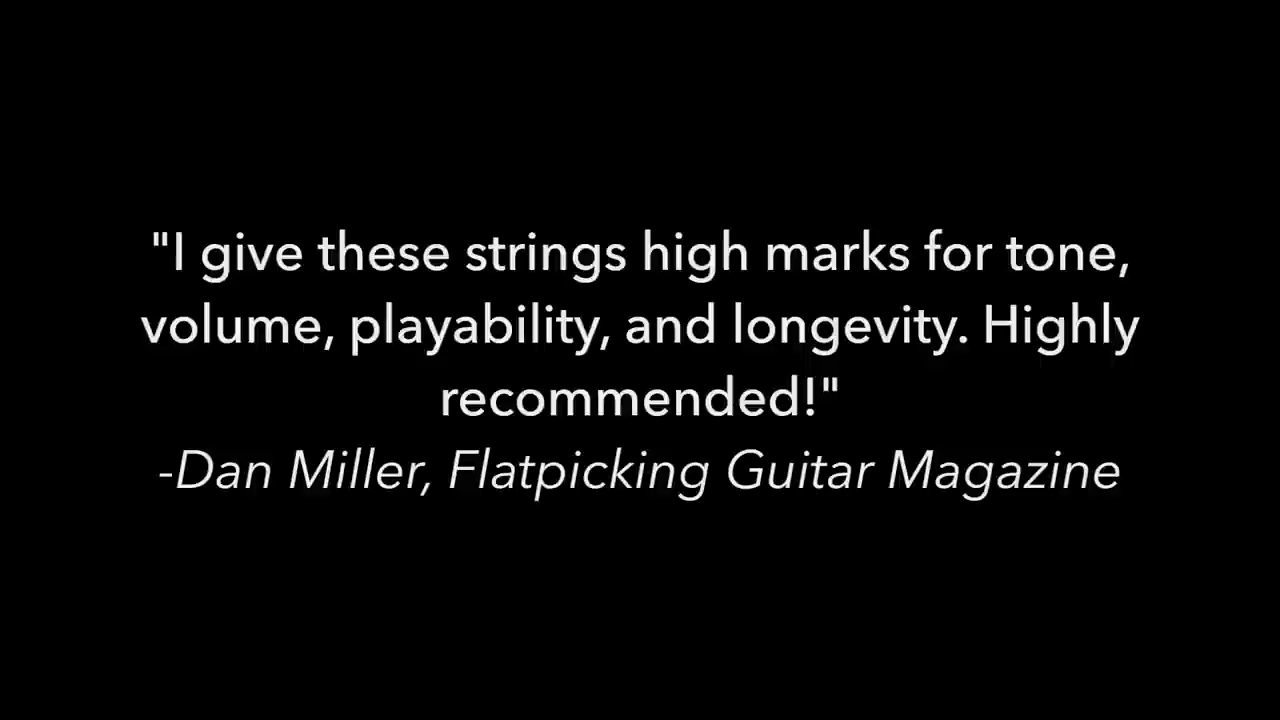 "I give these strings high marks for tone,
volume, playability, and longevity. Highly
recommended!"
-Dan Miller, Flatpicking Guitar Magazine